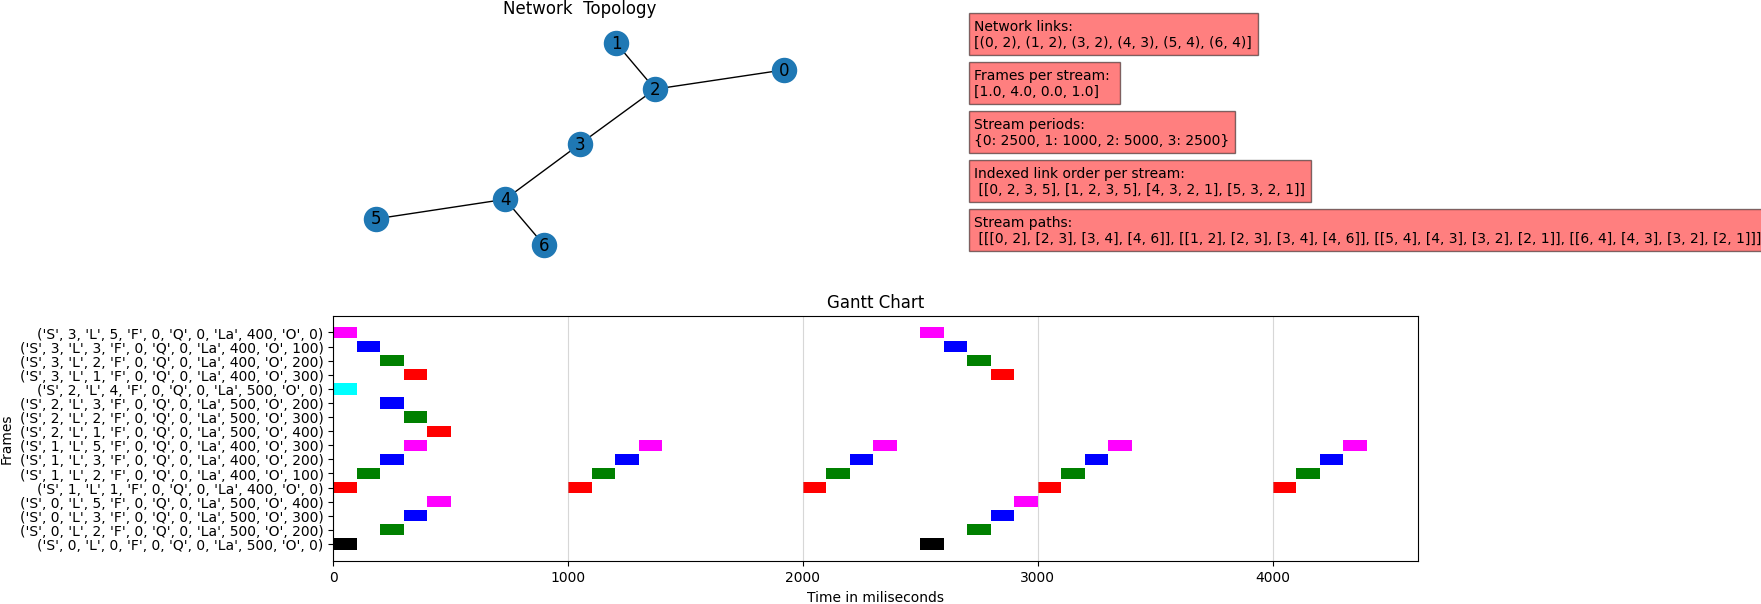 Network  Topology
1
0
2
3
4
5
6
Network links:
[(0, 2), (1, 2), (3, 2), (4, 3), (5, 4), (6, 4)]
Frames per stream:
[1.0, 4.0, 0.0, 1.0]
Stream periods:
{0: 2500, 1: 1000, 2: 5000, 3: 2500}
Indexed link order per stream:
[[0, 2, 3, 5], [1, 2, 3, 5], [4, 3, 2, 1], [5, 3, 2, 1]]
Stream paths:
[[[0, 2], [2, 3], [3, 4], [4, 6]], [[1, 2], [2, 3], [3, 4], [4, 6]], [[5, 4], [4, 3], [3, 2], [2, 1]], [[6, 4], [4, 3], [3, 2], [2, 1]]]
Gantt Chart
Frames
('S', 3, 'L', 5, 'F', 0, 'Q', 0, 'La', 400, 'O', 0)
('S', 3, 'L', 3, 'F', 0, 'Q', 0, 'La', 400, 'O', 100)
('S', 3, 'L', 2, 'F', 0, 'Q', 0, 'La', 400, 'O', 200)
('S', 3, 'L', 1, 'F', 0, 'Q', 0, 'La', 400, 'O', 300)
('S', 2, 'L', 4, 'F', 0, 'Q', 0, 'La', 500, 'O', 0)
('S', 2, 'L', 3, 'F', 0, 'Q', 0, 'La', 500, 'O', 200)
('S', 2, 'L', 2, 'F', 0, 'Q', 0, 'La', 500, 'O', 300)
('S', 2, 'L', 1, 'F', 0, 'Q', 0, 'La', 500, 'O', 400)
('S', 1, 'L', 5, 'F', 0, 'Q', 0, 'La', 400, 'O', 300)
('S', 1, 'L', 3, 'F', 0, 'Q', 0, 'La', 400, 'O', 200)
('S', 1, 'L', 2, 'F', 0, 'Q', 0, 'La', 400, 'O', 100)
('S', 1, 'L', 1, 'F', 0, 'Q', 0, 'La', 400, 'O', 0)
('S', 0, 'L', 5, 'F', 0, 'Q', 0, 'La', 500, 'O', 400)
('S', 0, 'L', 3, 'F', 0, 'Q', 0, 'La', 500, 'O', 300)
('S', 0, 'L', 2, 'F', 0, 'Q', 0, 'La', 500, 'O', 200)
('S', 0, 'L', 0, 'F', 0, 'Q', 0, 'La', 500, 'O', 0)
0 1000 2000 3000 4000
Time in miliseconds